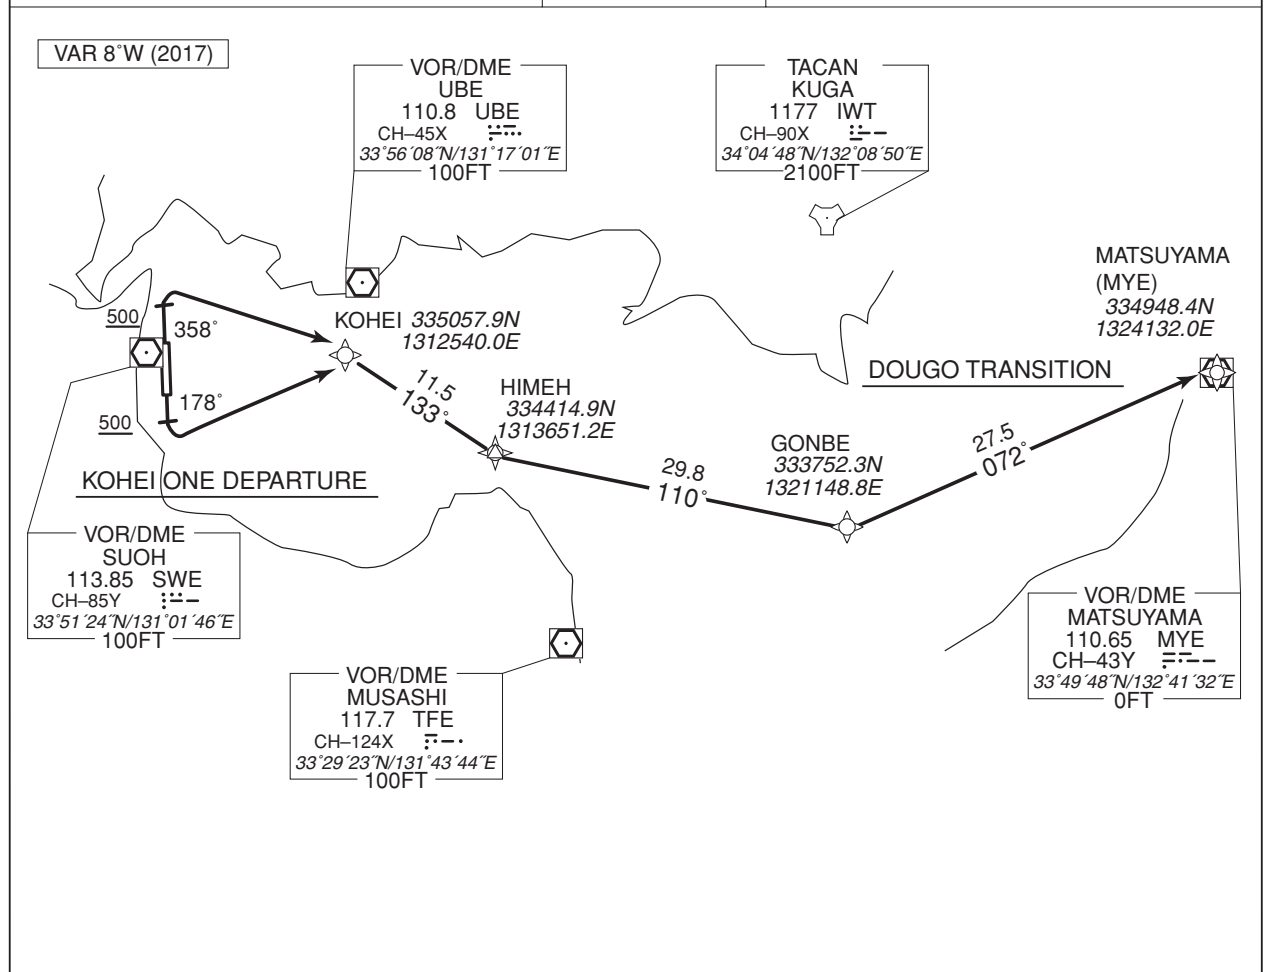 VAR 8°W (2017)
VOR/DME
UBE
110.8 UBE
CH–45X
33°56´08˝N/131°17´01˝E
100FT
TACAN
KUGA
1177 IWT
CH–90X
34°04´48˝N/132°08´50˝E
2100FT
MATSUYAMA
(MYE)
334948.4N
1324132.0E
500
358°
KOHEI 335057.9N
1312540.0E
DOUGO TRANSITION
11.5
133°
HIMEH
334414.9N
1313651.2E
178°
500
KOHEI ONE DEPARTURE
29.8
110°
GONBE
333752.3N
1321148.8E
27.5
072°
VOR/DME
SUOH
113.85 SWE
CH–85Y
33°51´24˝N/131°01´46˝E
100FT
VOR/DME
MATSUYAMA
110.65 MYE
CH–43Y
33°49´48˝N/132°41´32˝E
0FT
VOR/DME
MUSASHI
117.7 TFE
CH–124X
33°29´23˝N/131°43´44˝E
100FT